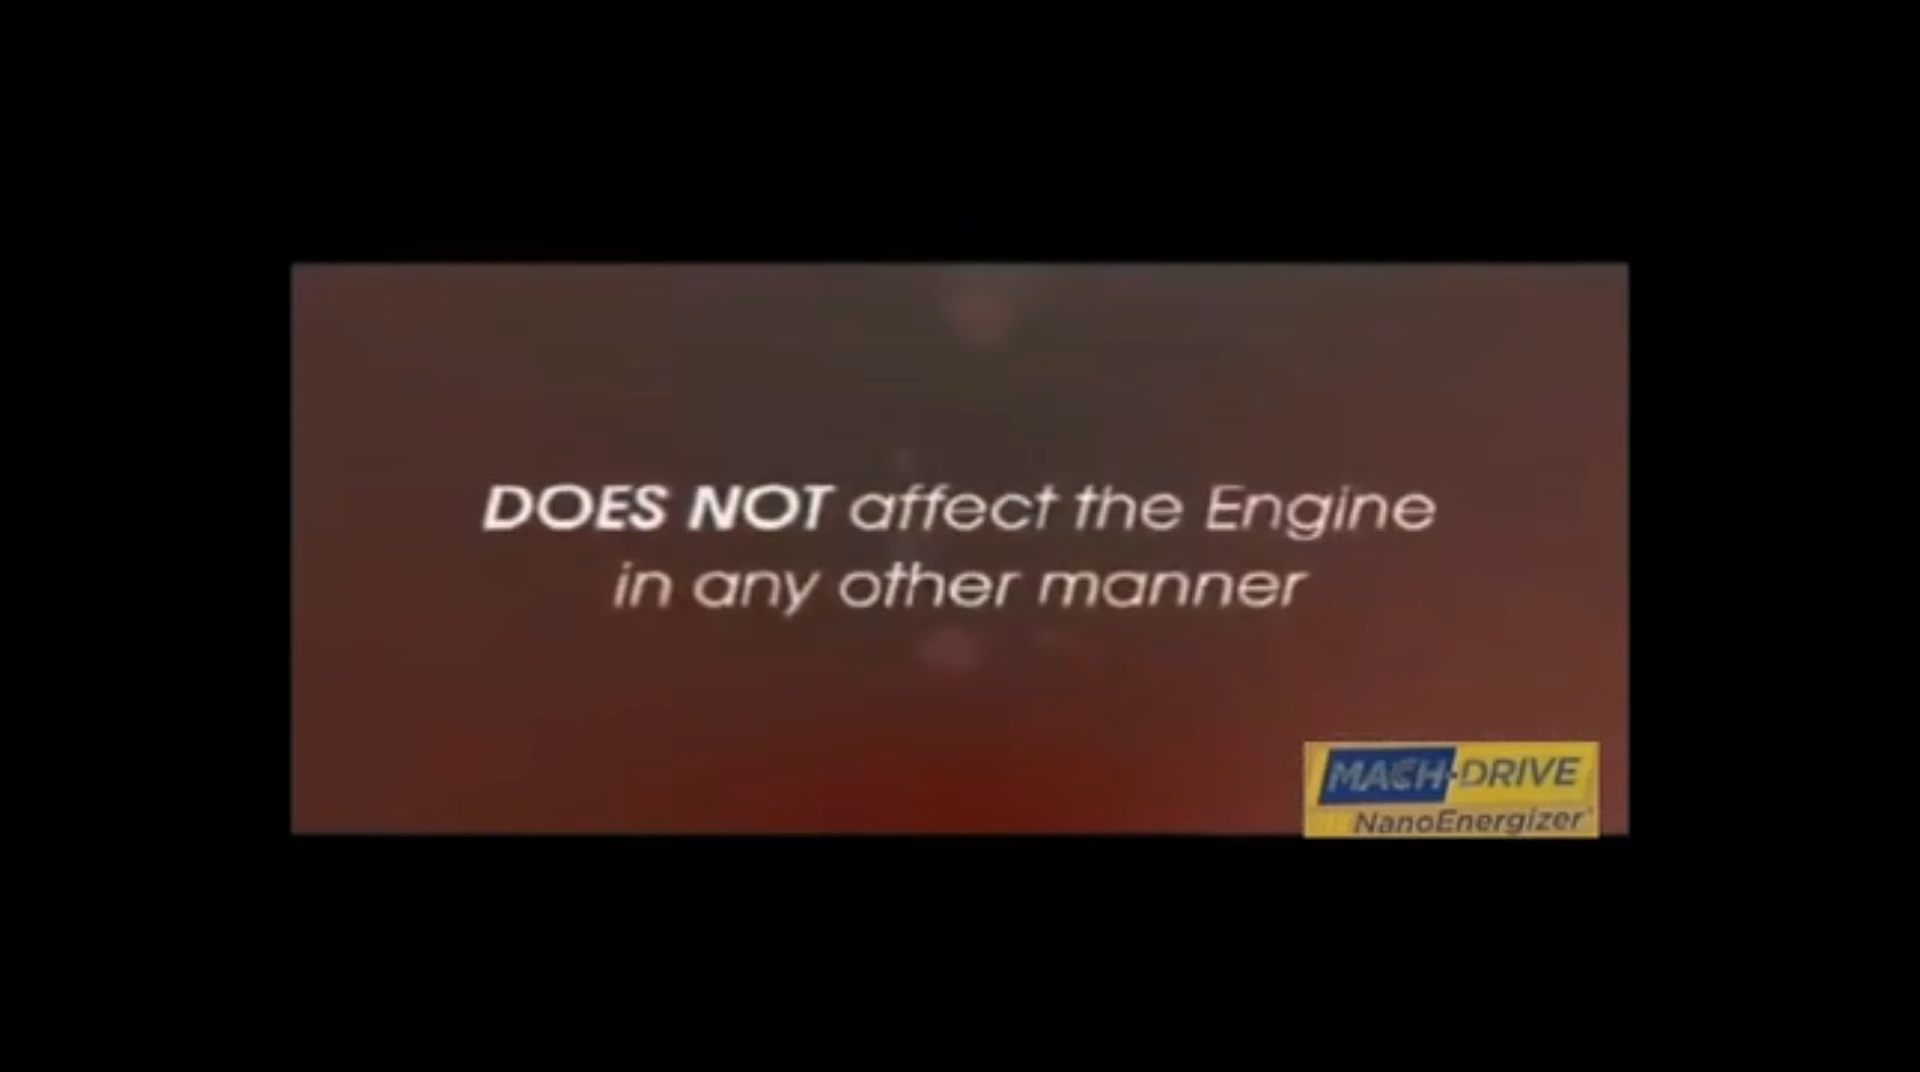 DOES NOT affect the Engine
in any other manner
MACH-DRIVE
NanoEnergizer